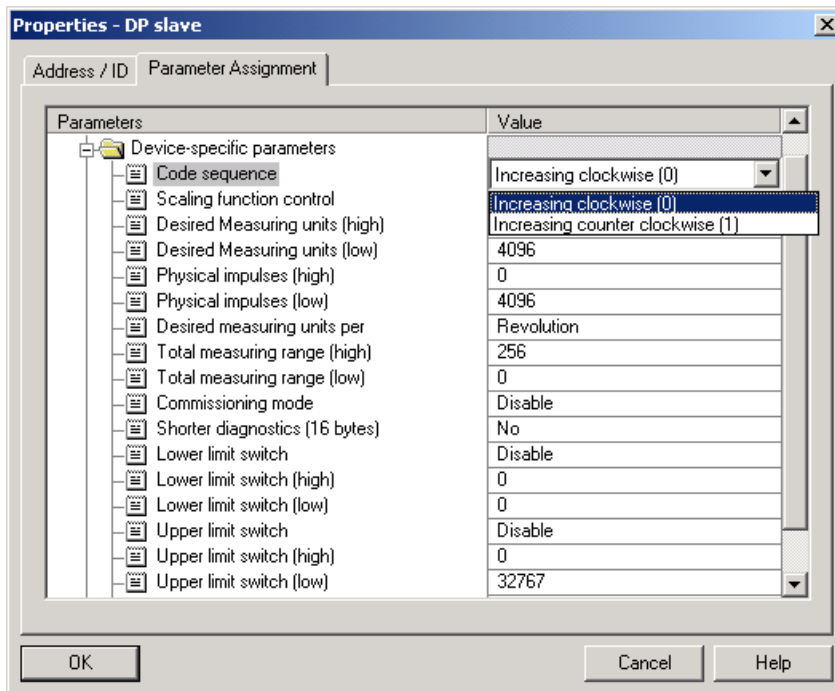 Properties - DP slave
Address / ID Parameter Assignment
Parameters Value
Device-specific parameters
Code sequence Increasing clockwise (0)
Scaling function control Increasing clockwise (0)
Desired Measuring units (high) Increasing counter clockwise (1)
Desired Measuring units (low) 4096
Physical impulses (high) 0
Physical impulses (low) 4096
Desired measuring units per Revolution
Total measuring range (high) 256
Total measuring range (low) 0
Commissioning mode Disable
Shorter diagnostics (16 bytes) No
Lower limit switch Disable
Lower limit switch (high) 0
Lower limit switch (low) 0
Upper limit switch Disable
Upper limit switch (high) 0
Upper limit switch (low) 32767
OK Cancel Help